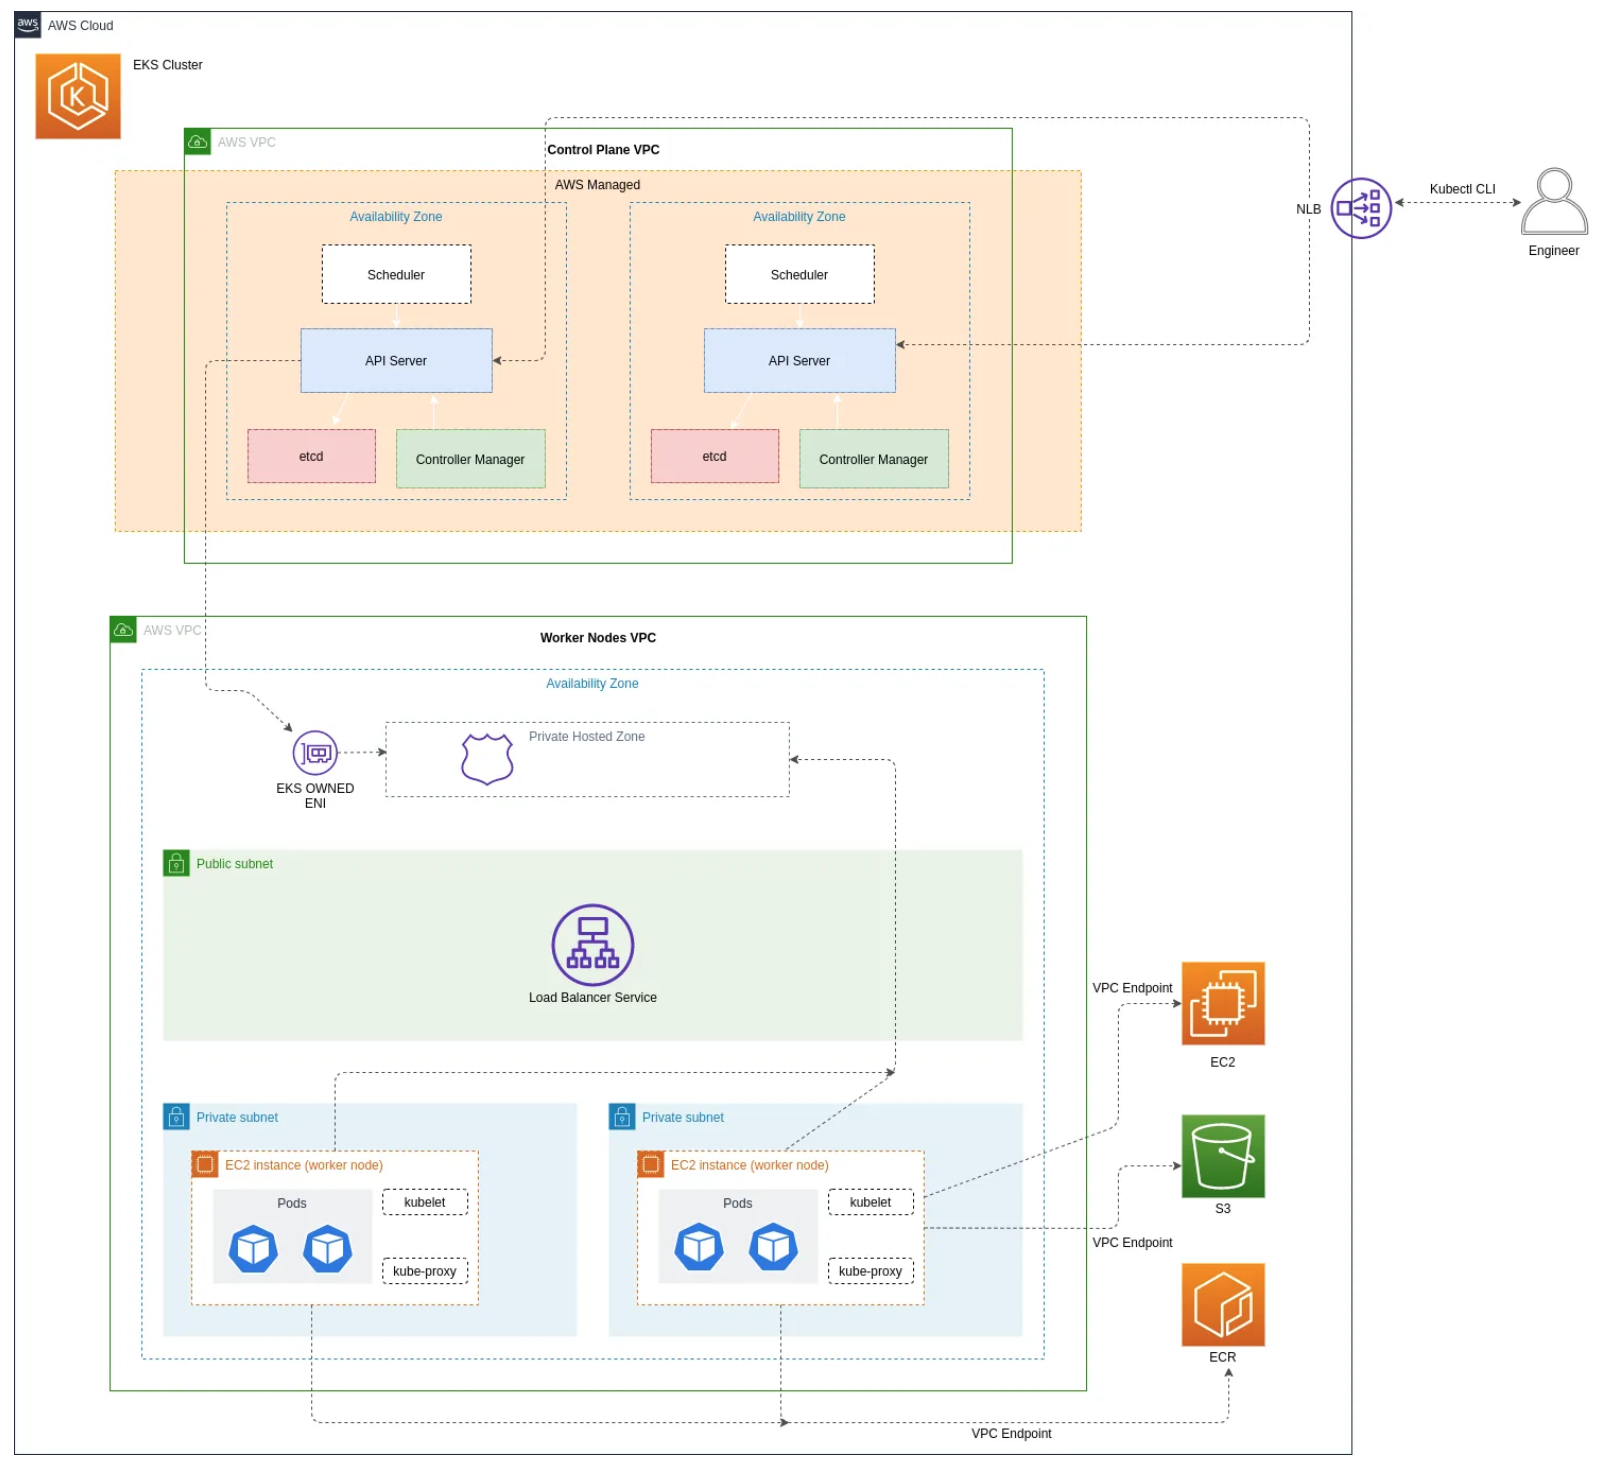 aws
AWS Cloud
EKS Cluster
K
AWS VPC
Control Plane VPC
AWS Managed
Availability Zone
Availability Zone
Scheduler
Scheduler
API Server
API Server
etcd
Controller Manager
etcd
Controller Manager
NLB
Kubectl CLI
Engineer
AWS VPC
Worker Nodes VPC
Availability Zone
Private Hosted Zone
EKS OWNED
ENI
Public subnet
Load Balancer Service
VPC Endpoint
EC2
Private subnet
Private subnet
EC2 instance (worker node)
EC2 instance (worker node)
Pods
kubelet
kube-proxy
Pods
kubelet
kube-proxy
S3
VPC Endpoint
ECR
VPC Endpoint